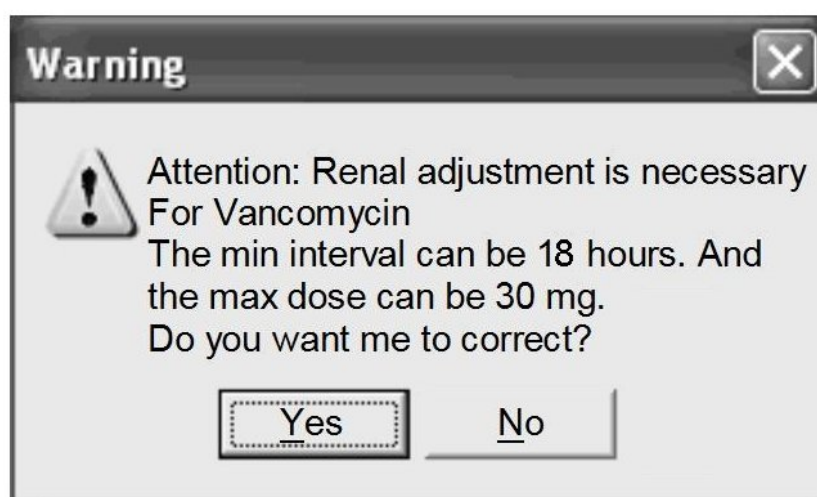 Warning
Attention: Renal adjustment is necessary
For Vancomycin
The min interval can be 18 hours. And
the max dose can be 30 mg.
Do you want me to correct?
Yes
No